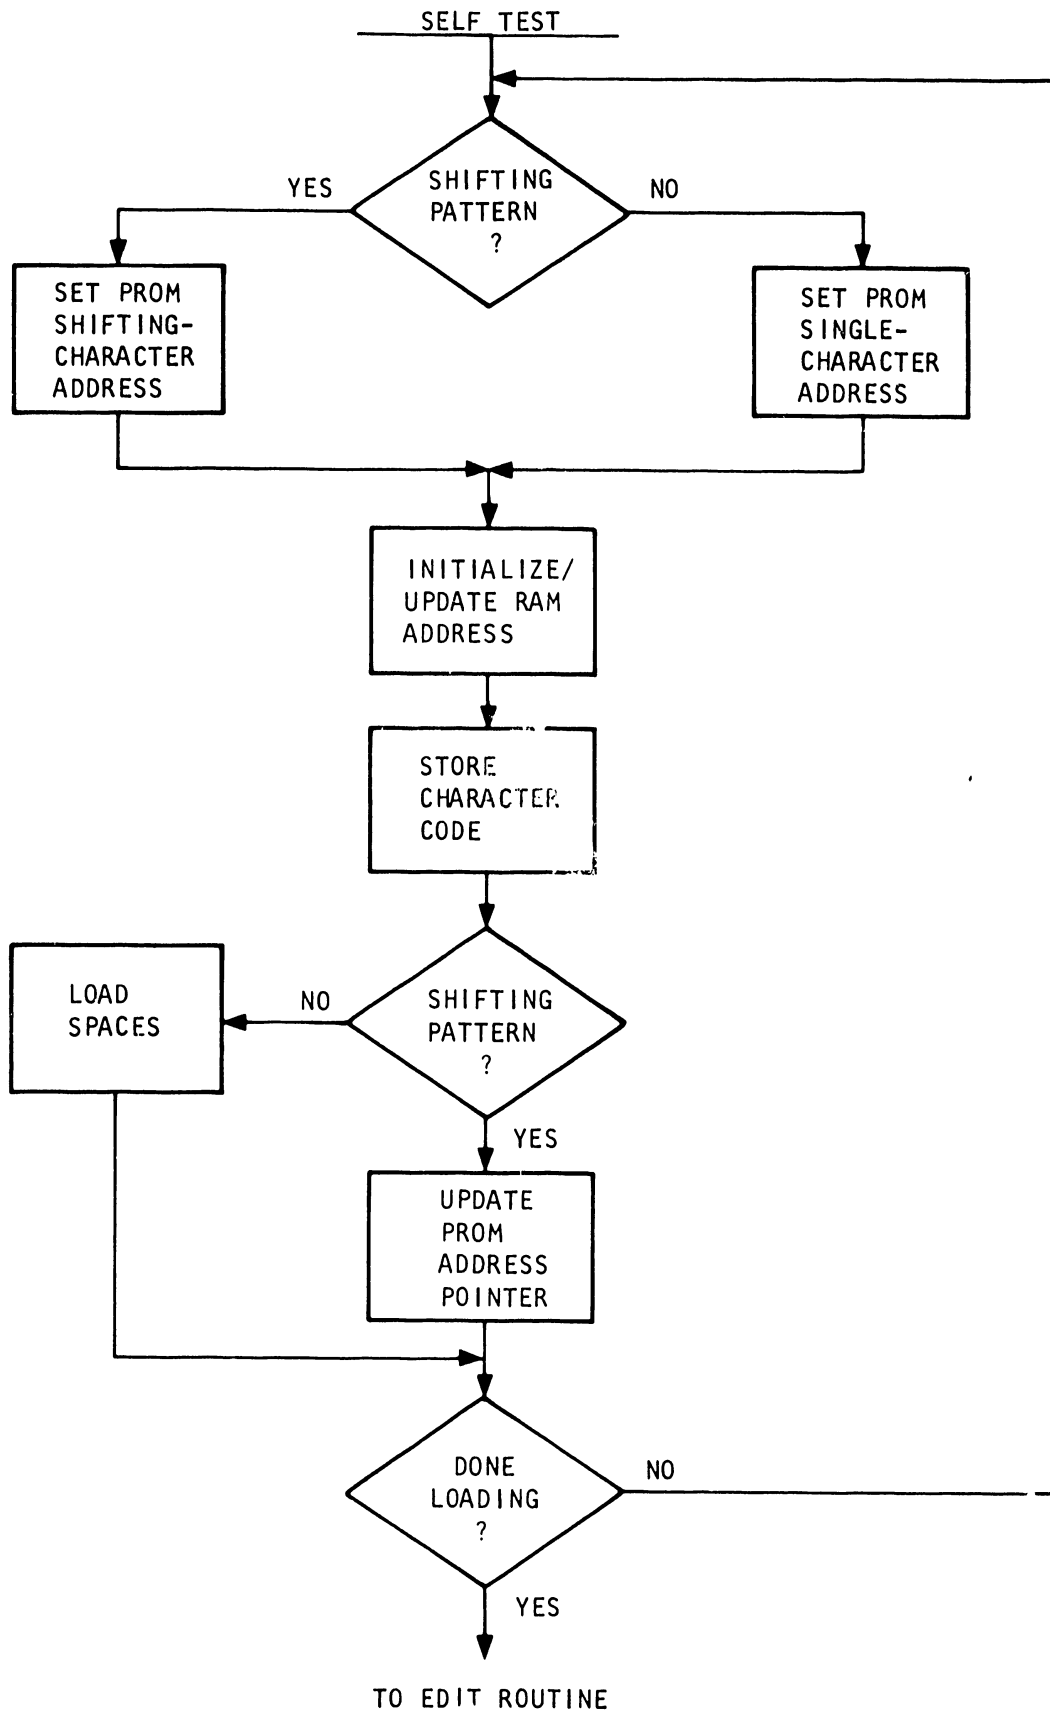 SELF TEST
SHIFTING
PATTERN
?
YES
NO
SET PROM
SHIFTING-
CHARACTER
ADDRESS
SET PROM
SINGLE-
CHARACTER
ADDRESS
INITIALIZE/
UPDATE RAM
ADDRESS
STORE
CHARACTER
CODE
SHIFTING
PATTERN
?
NO
LOAD
SPACES
YES
UPDATE
PROM
ADDRESS
POINTER
DONE
LOADING
?
NO
YES
TO EDIT ROUTINE